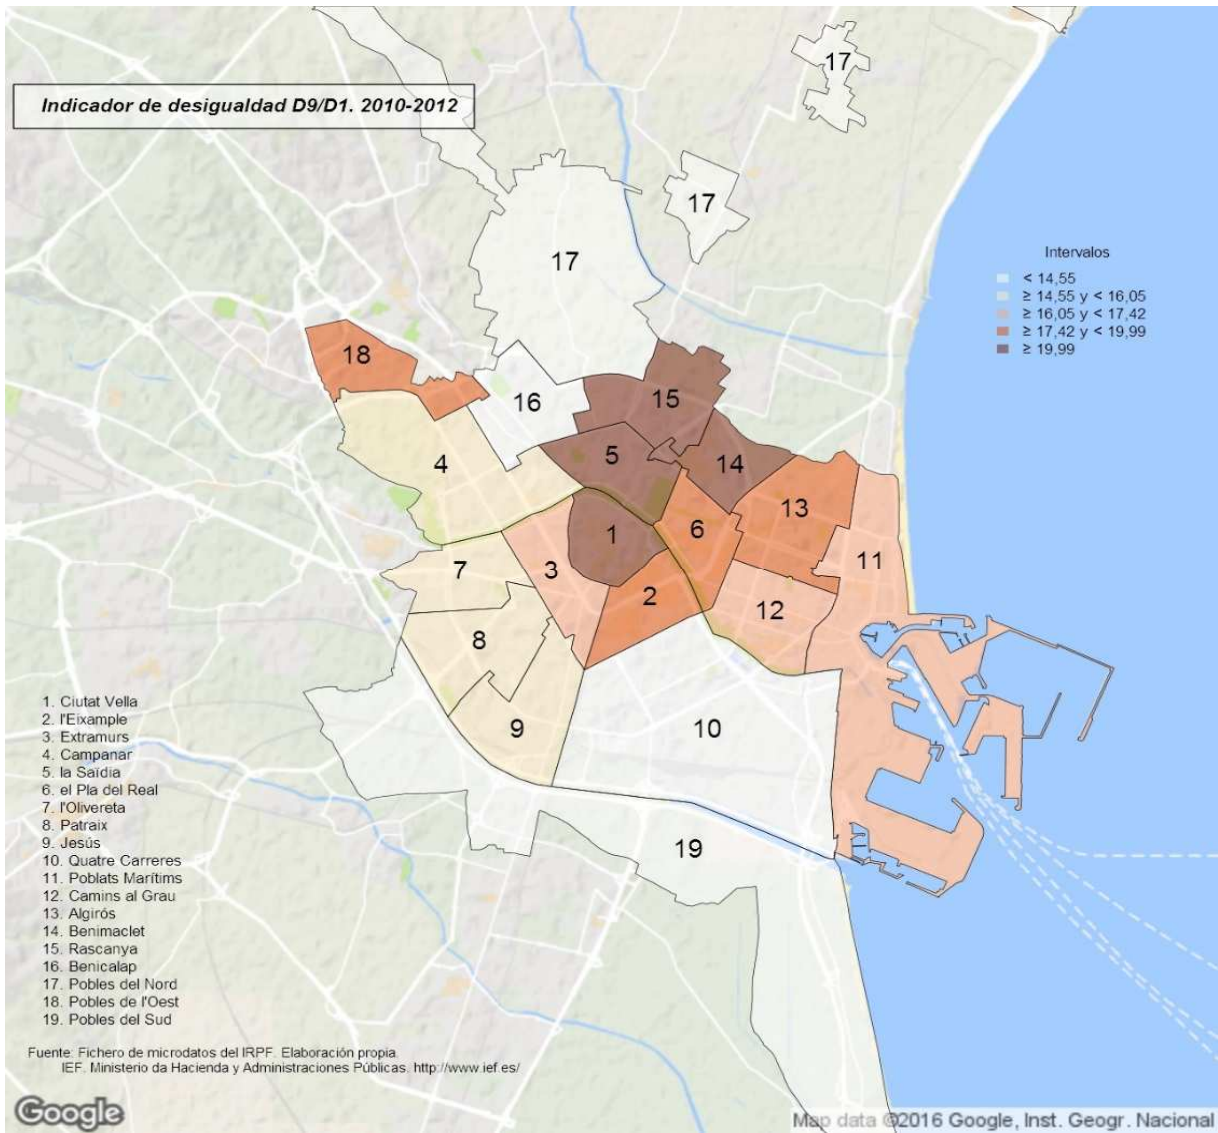 Indicador de desigualdad D9/D1. 2010-2012
17
17
17
Intervalos
< 14,55
≥ 14,55 y < 16,05
≥ 16,05 y < 17,42
≥ 17,42 y < 19,99
≥ 19,99
18
16
15
4
5
14
13
6
1
11
7
3
2
12
8
9
10
19
1. Ciutat Vella
2. l'Eixample
3. Extramurs
4. Campanar
5. la Saïdia
6. el Pla del Real
7. l'Olivereta
8. Patraix
9. Jesús
10. Quatre Carreres
11. Poblats Marítims
12. Camins al Grau
13. Algirós
14. Benimaclet
15. Rascanya
16. Benicalap
17. Pobles del Nord
18. Pobles de l'Oest
19. Pobles del Sud
Fuente: Fichero de microdatos del IRPF. Elaboración propia.
IEF. Ministerio da Hacienda y Administraciones Públicas. http://www.ief.es/
Google
Map data ©2016 Google, Inst. Geogr. Nacional